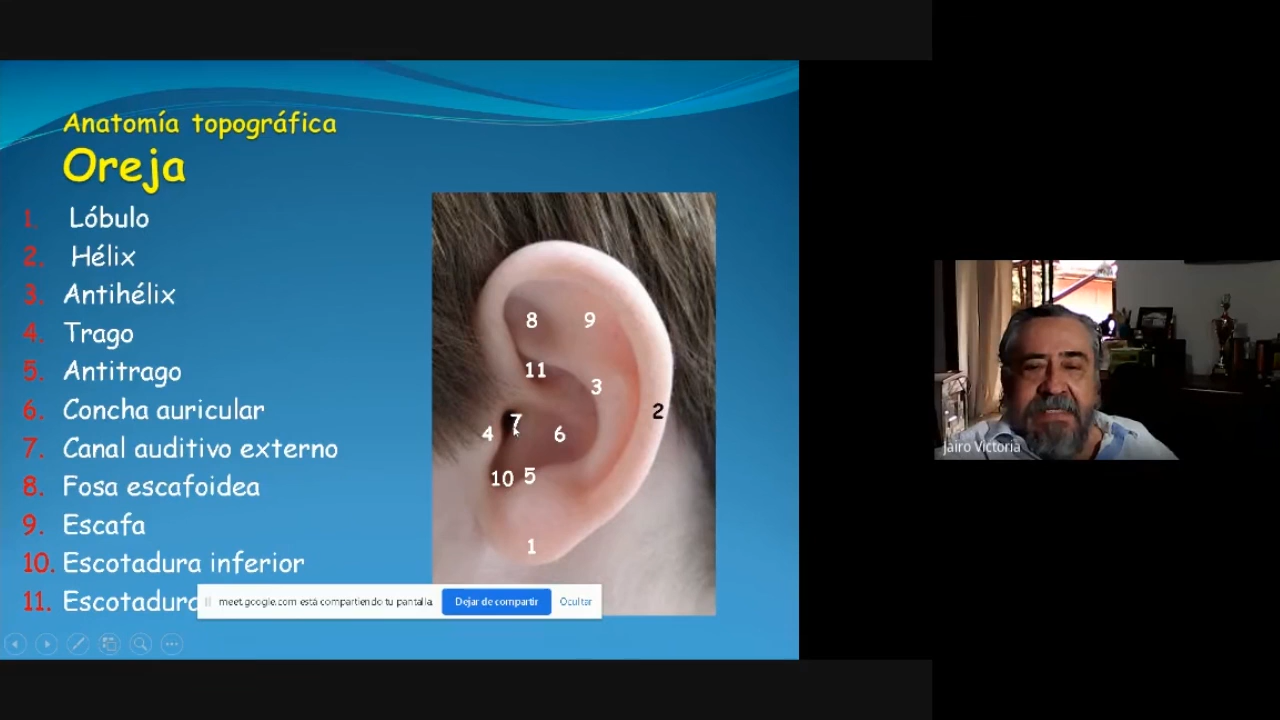 Anatomía topográfica
Oreja
1. Lóbulo
2. Hélix
3. Antihélix
4. Trago
5. Antitrago
6. Concha auricular
7. Canal auditivo externo
8. Fosa escafoidea
9. Escafa
10. Escotadura inferior
11. Escotadura
8 9
11
3
2
7
4 6
10 5
1
meet.google.com está compartiendo tu pantalla.
Dejar de compartir
Ocultar
Jairo Victoria